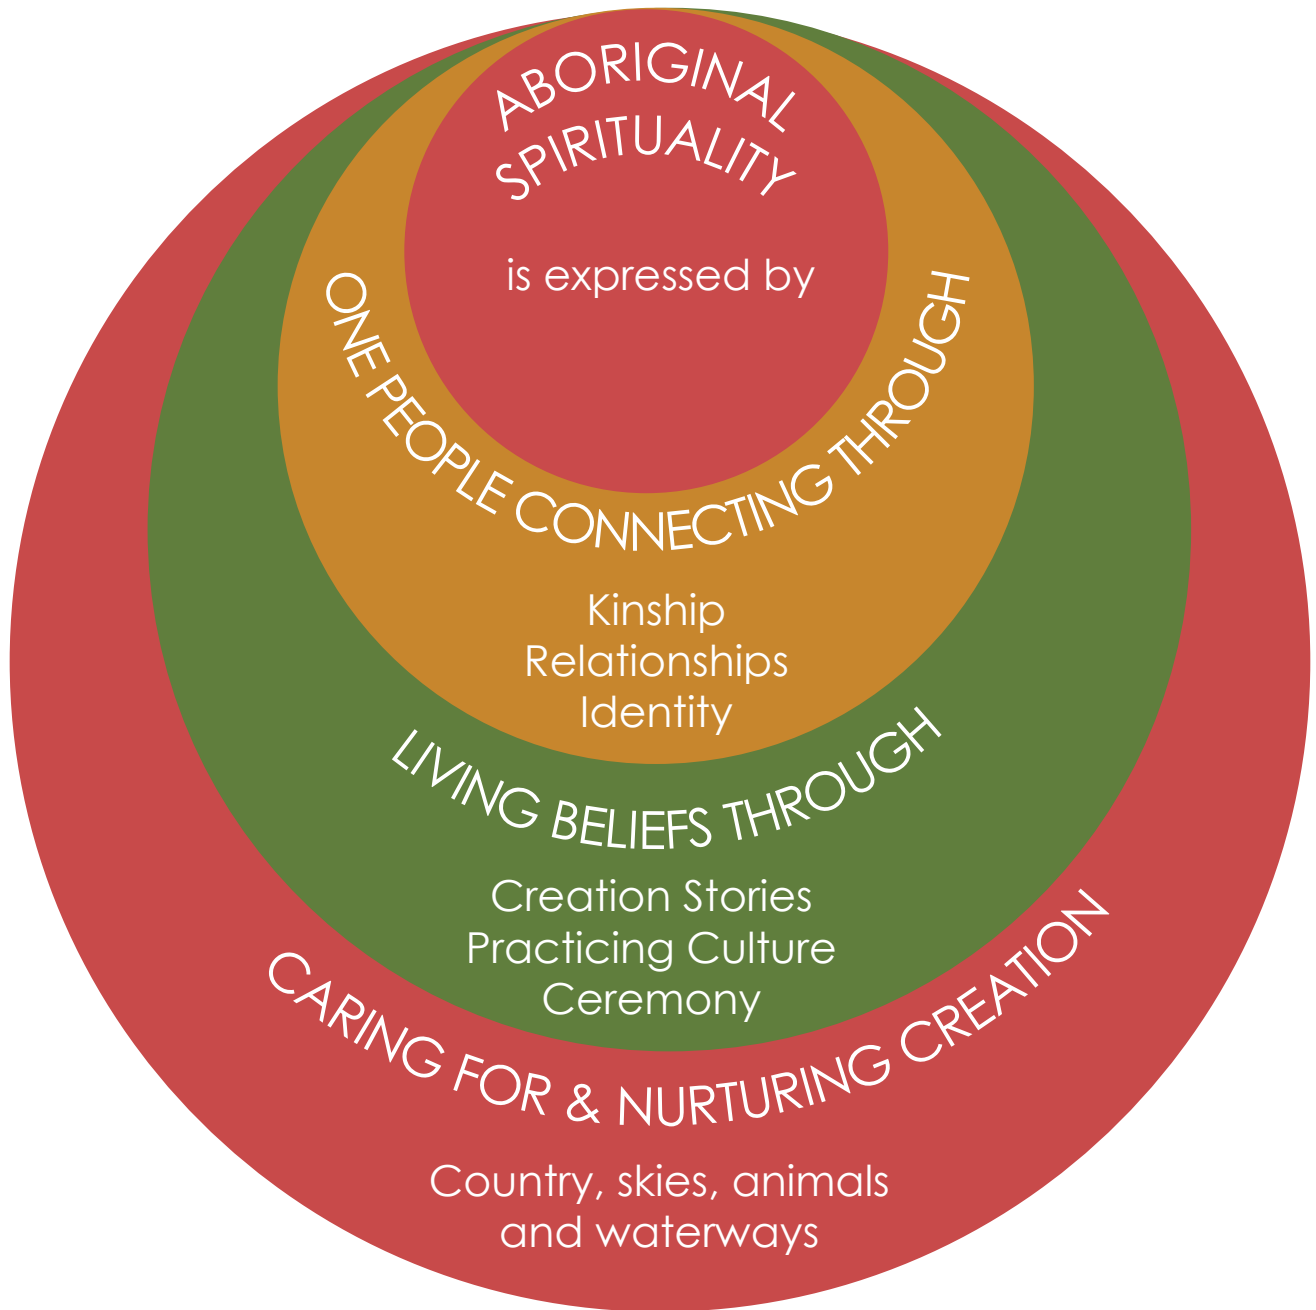 ABORIGINAL
SPIRITUALITY
is expressed by
ONE PEOPLE CONNECTING THROUGH
Kinship
Relationships
Identity
LIVING BELIEFS THROUGH
Creation Stories
Practicing Culture
Ceremony
CARING FOR & NURTURING CREATION
Country, skies, animals
and waterways